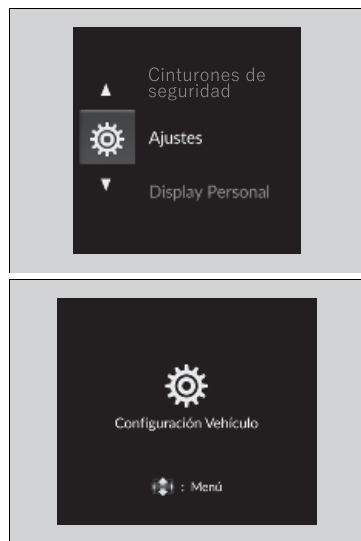 Cinturones de
seguridad
Ajustes
Display Personal
Configuración Vehículo
: Menú